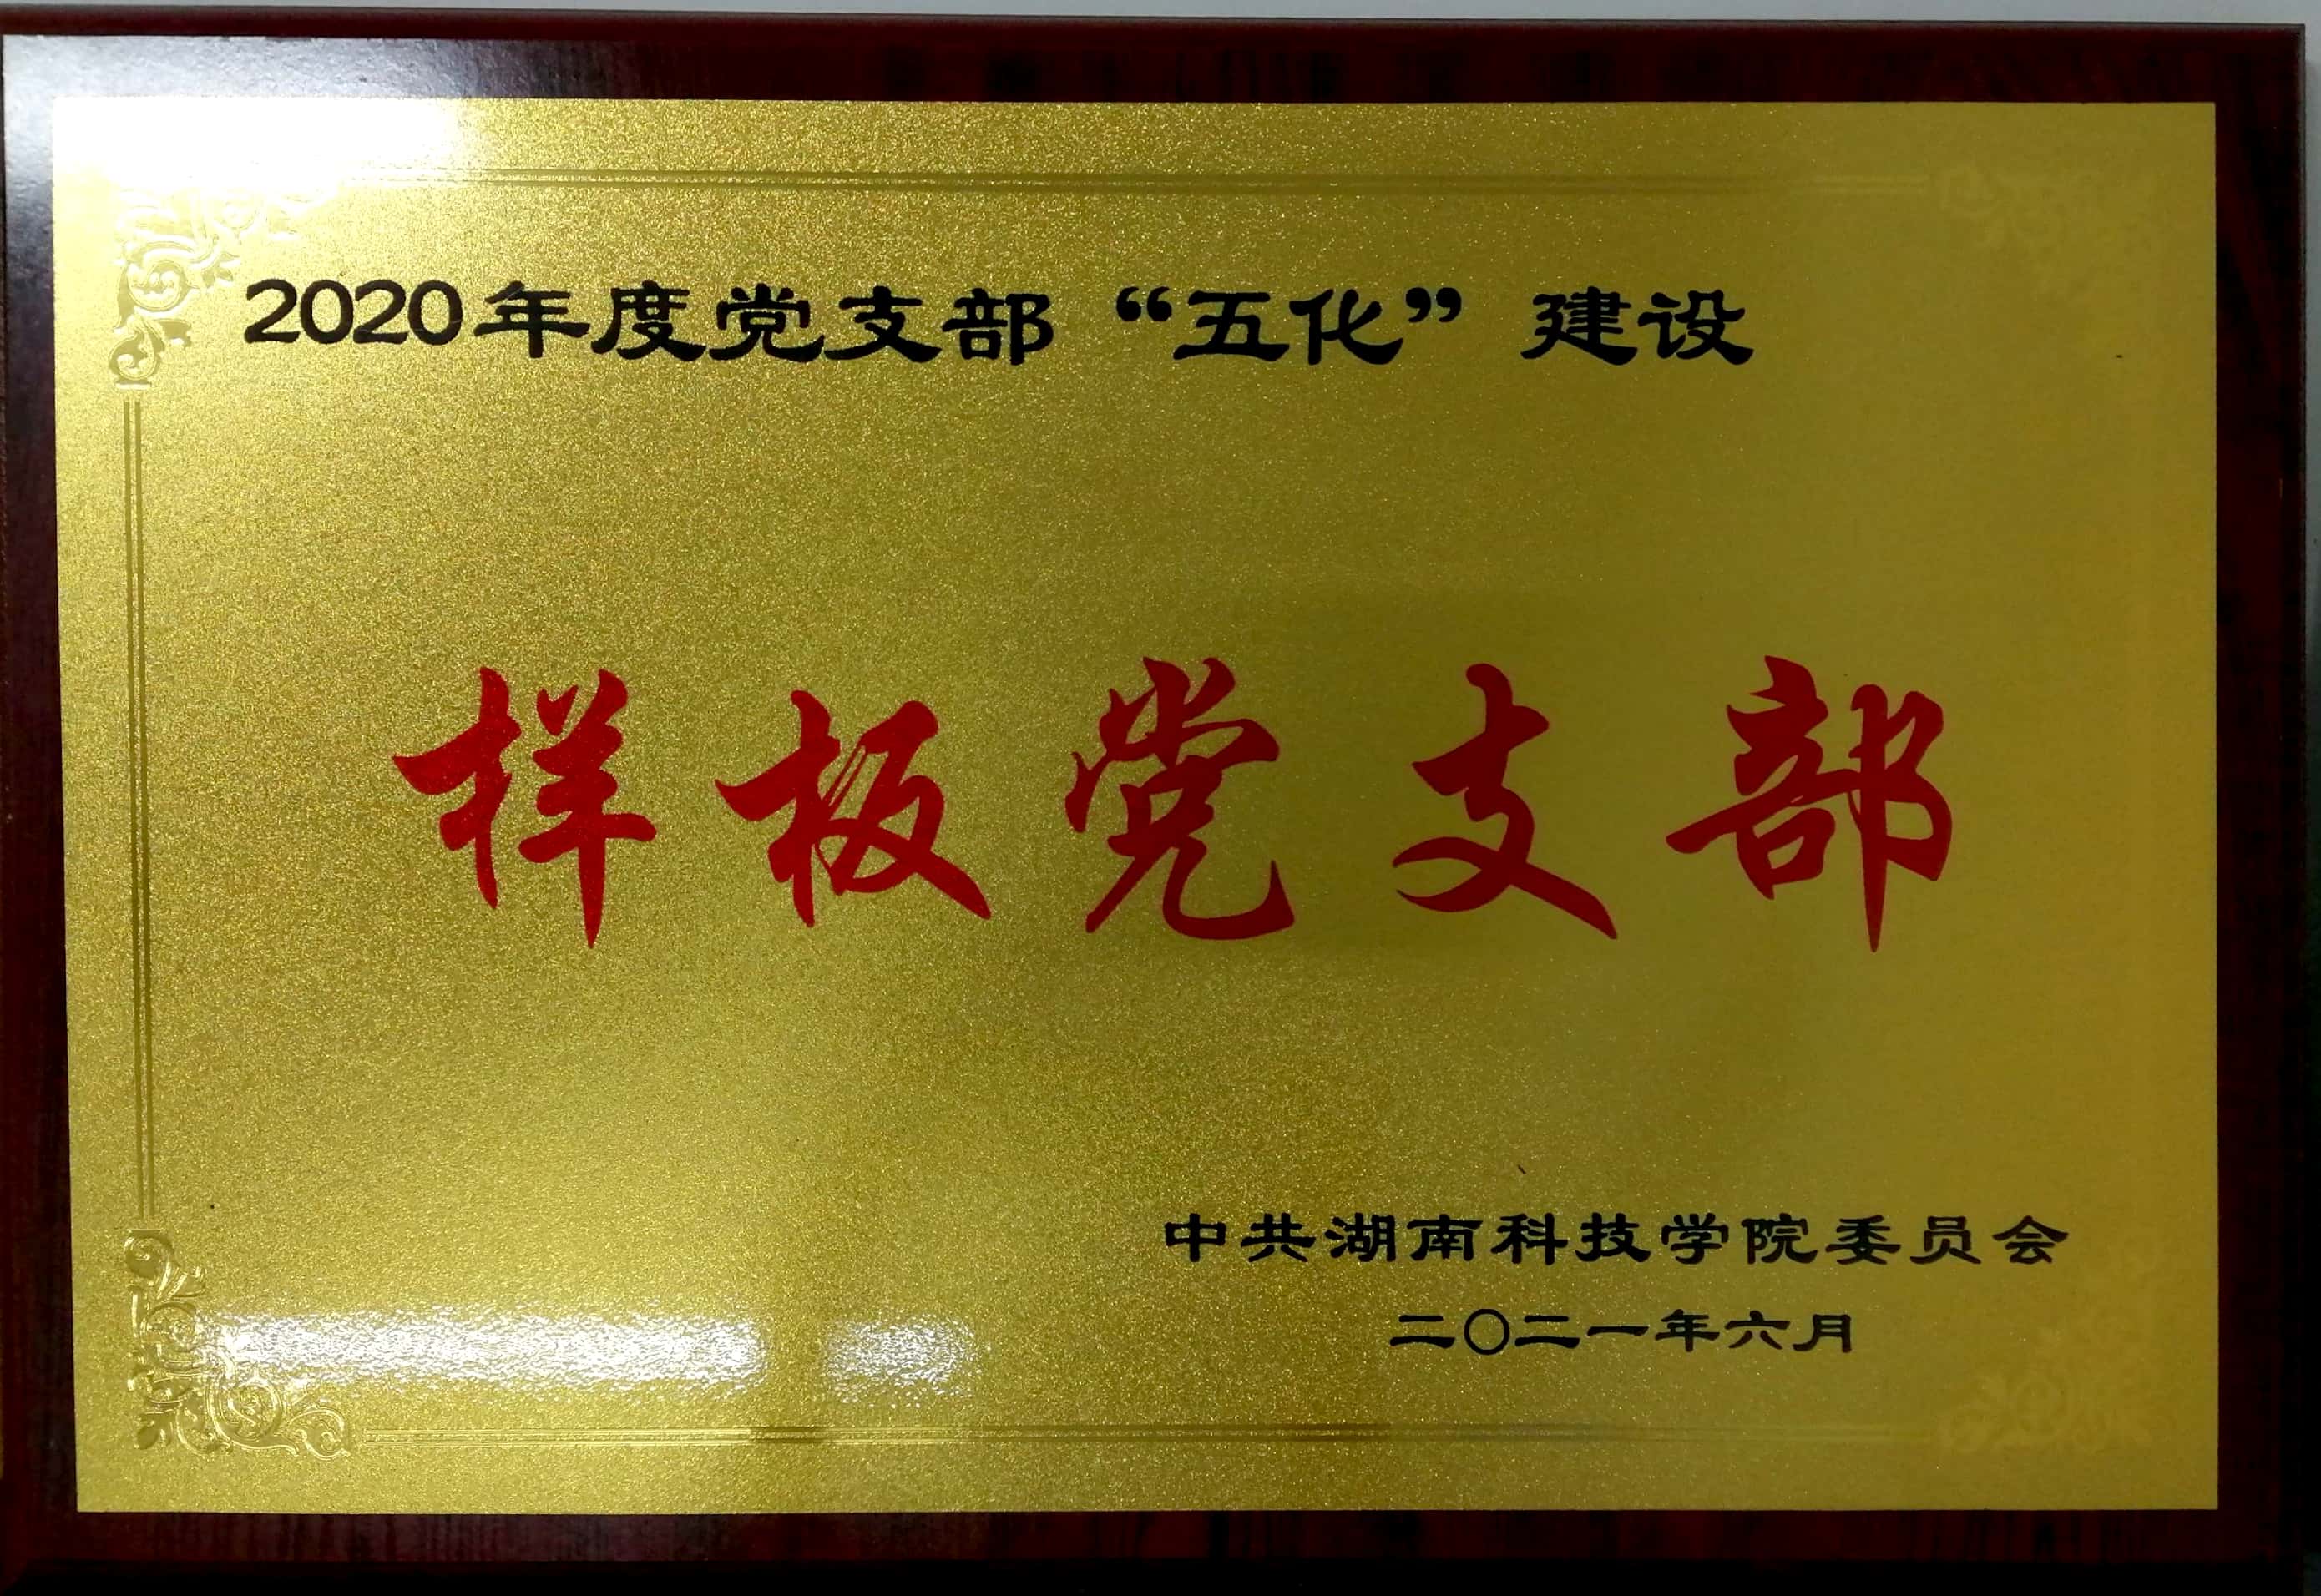 2020年度党支部“五化”建设
样板党支部
中共湖南科技学院委员会
二〇二一年六月